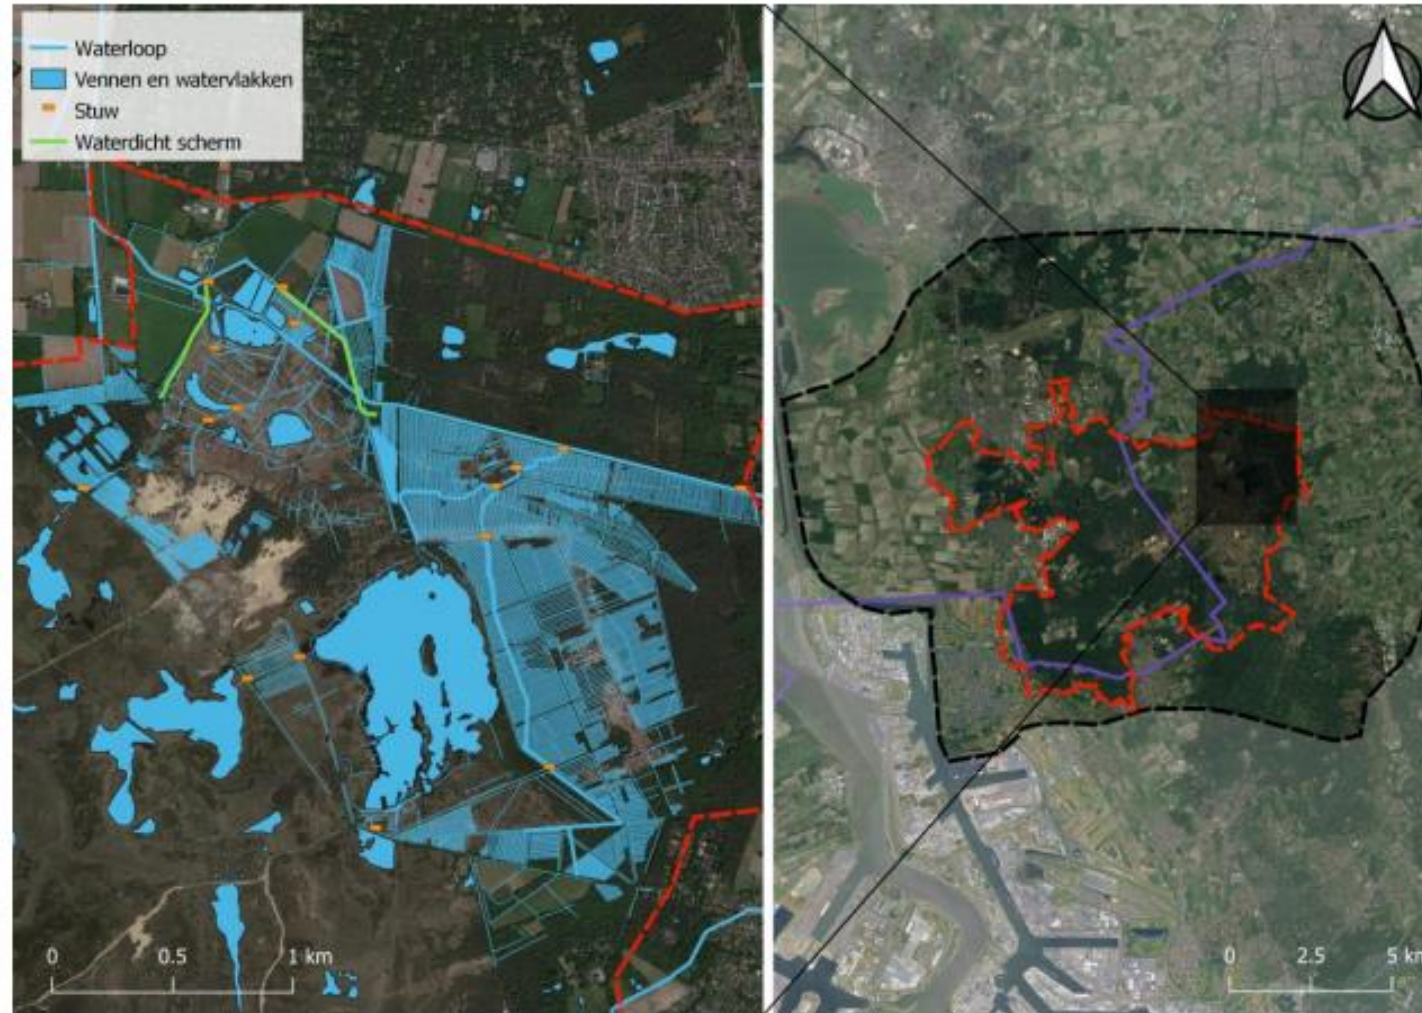 Waterloop
Vennen en watervlakken
Stuw
Waterdicht scherm
0 0.5 1 km
0 2.5 5 km